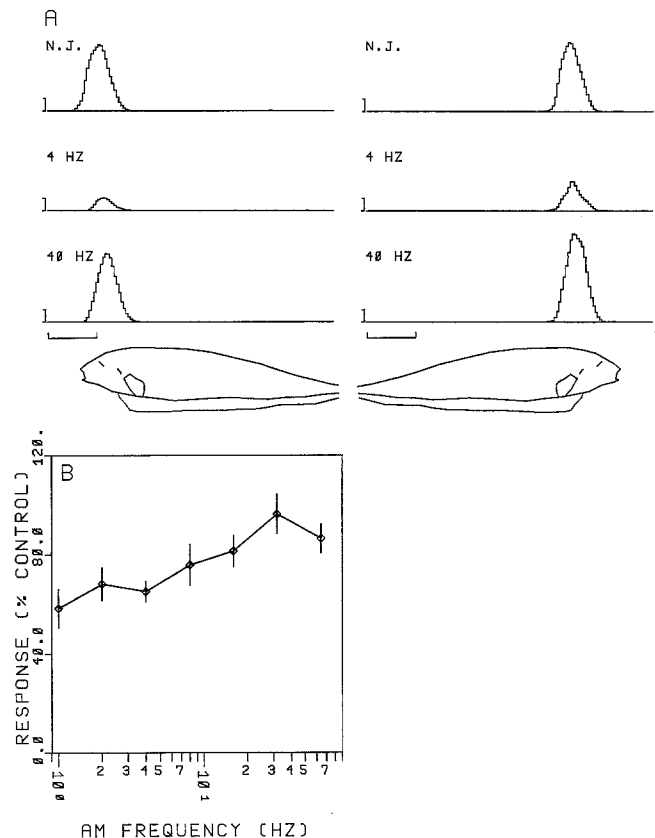 A
N.J.
N.J.
4 HZ
4 HZ
40 HZ
40 HZ
B
RESPONSE (% CONTROL)
120.
80.0
40.0
0.0
10⁰ 2 3 4 5 7 10¹ 2 3 4 5 7
AM FREQUENCY (HZ)